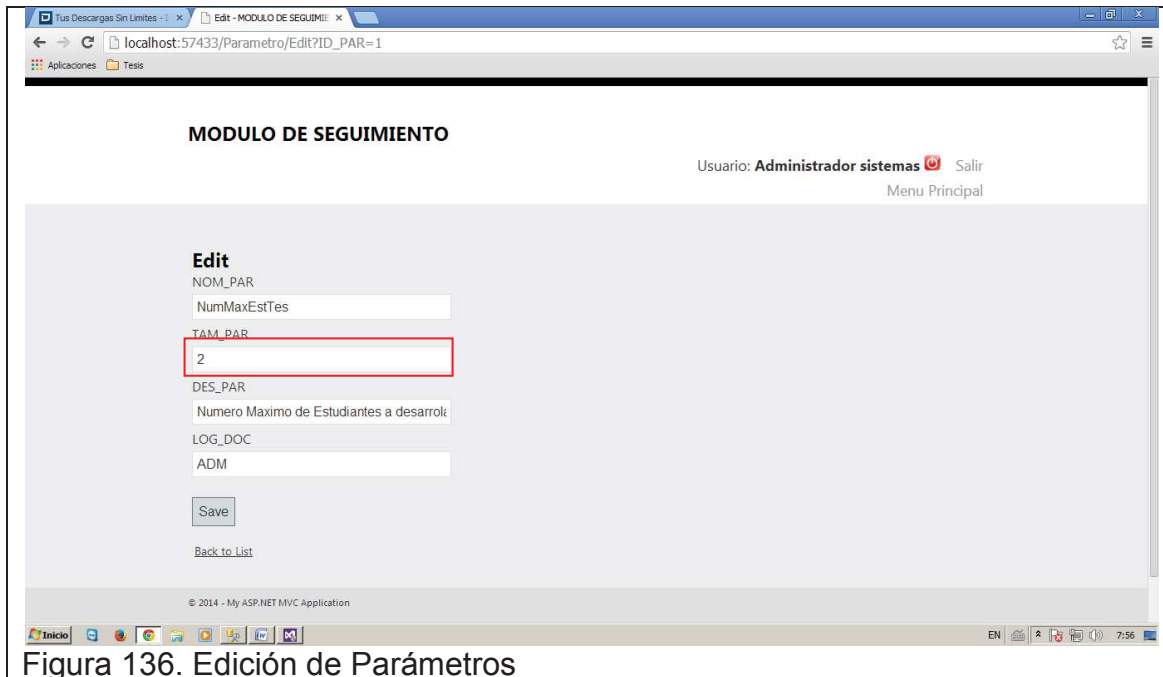 Tus Descargas Sin Limites - 
Edit - MODULO DE SEGUIMIE
localhost:57433/Parametro/Edit?ID_PAR=1
Aplicaciones Tesis
MODULO DE SEGUIMIENTO
Usuario: Administrador sistemas Salir
Menu Principal
Edit
NOM_PAR
NumMaxEstTes
TAM_PAR
2
DES_PAR
Numero Maximo de Estudiantes a desarrola
LOG_DOC
ADM
Save
Back to List
© 2014 - My ASP.NET MVC Application
Inicio
EN 7:56
Figura 136. Edición de Parámetros